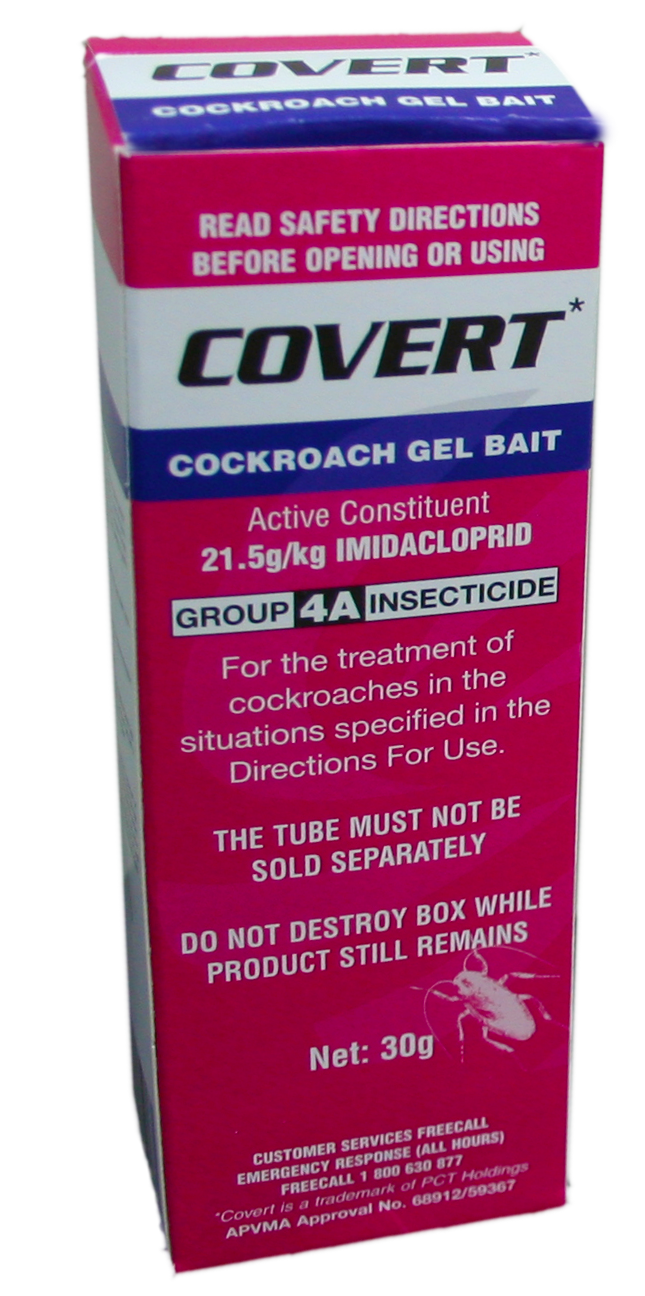 COVERT*
COCKROACH GEL BAIT
READ SAFETY DIRECTIONS
BEFORE OPENING OR USING
COVERT*
COCKROACH GEL BAIT
Active Constituent
21.5g/kg IMIDACLOPRID
GROUP 4A INSECTICIDE
For the treatment of
cockroaches in the
situations specified in the
Directions For Use.
THE TUBE MUST NOT BE
SOLD SEPARATELY
DO NOT DESTROY BOX WHILE
PRODUCT STILL REMAINS
Net: 30g
CUSTOMER SERVICES FREECALL
EMERGENCY RESPONSE (ALL HOURS)
FREECALL 1 800 630 877
*Covert is a trademark of PCT Holdings
APVMA Approval No. 68912/59367